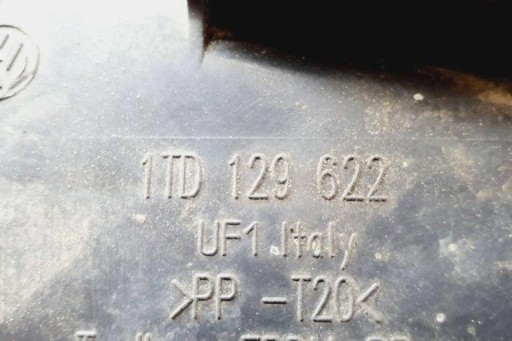 1TD 129 622
UF1 Italy
>PP -T20<